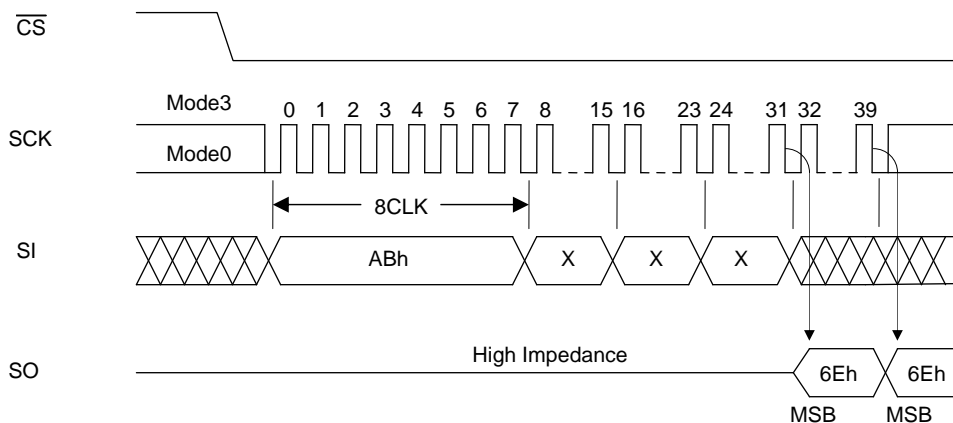 CS
Mode3
0 1 2 3 4 5 6 7 8 15 16 23 24 31 32 39
SCK
Mode0
8CLK
SI
ABh X X X
High Impedance
SO
6Eh 6Eh
MSB MSB